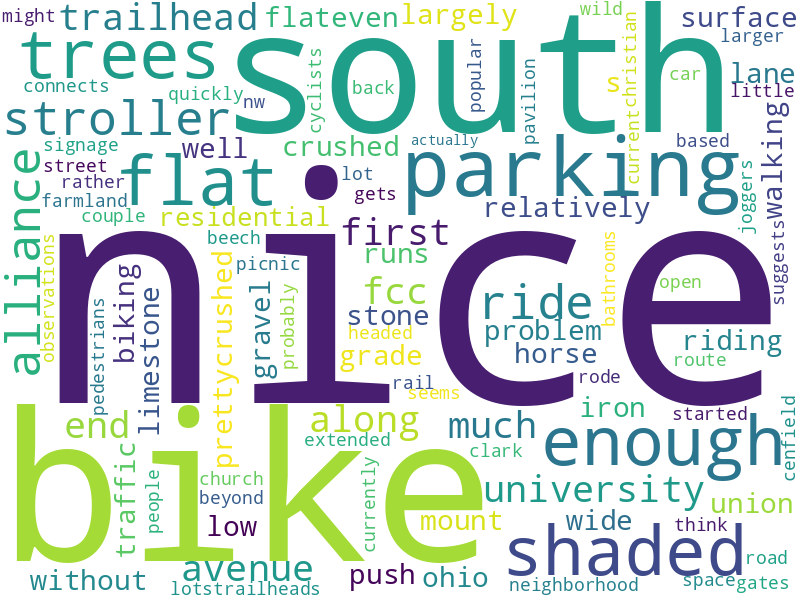 might
trailhead
flateven
largely
wild
surface
trees
south
connects
quickly
nw
cyclists
back
popular
pavilion
s
currentchristian
car
larger
lane
little
stroller
signage
well
crushed
actually
parking
based
joggers
Walking
street
rather
farmland
flat
lot
gets
alliance
couple
residential
first
relatively
beech
observations
nice
runs
picnic
fcc
ride
bathrooms
open
suggests
pedestrians
biking
limestone
prettycrushed
gravel
probably
stone
headed
grade
problem
horse
riding
route
rail
rode
seems
bike
end
along
much
iron
started
enough
cenfield
traffic
people
extended
clark
currently
church
beyond
university
union
low
mount
wide
think
shaded
road
without
avenue
lotstrailheads
push
ohio
neighborhood
space
gates